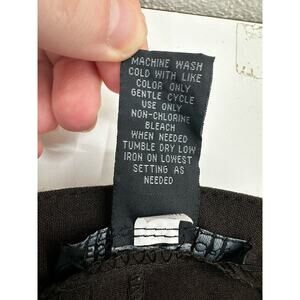 MACHINE WASH
COLD WITH LIKE
COLOR ONLY
GENTLE CYCLE
USE ONLY
NON-CHLORINE
BLEACH
WHEN NEEDED
TUMBLE DRY LOW
IRON ON LOWEST
SETTING AS
NEEDED